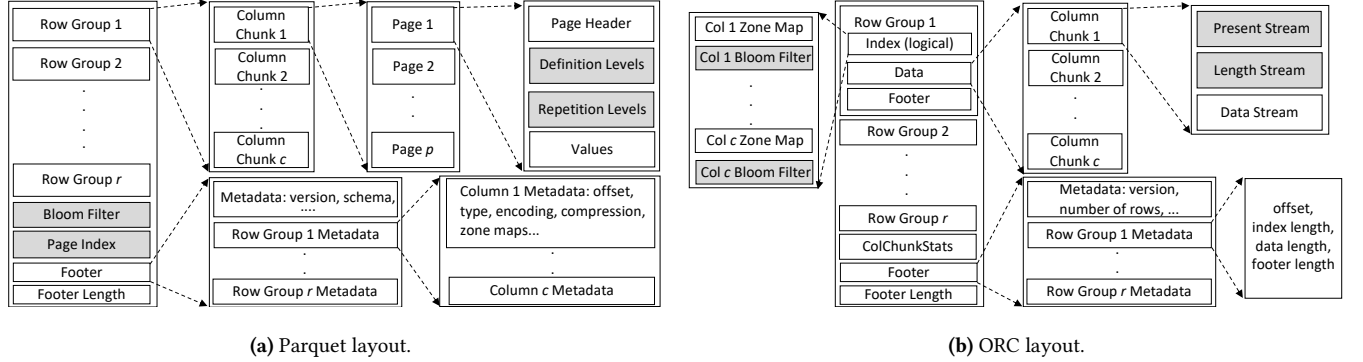 Row Group 1
Row Group 2
.
.
.
Row Group r
Bloom Filter
Page Index
Footer
Footer Length
Column
Chunk 1
Column
Chunk 2
.
.
.
Column
Chunk c
Page 1
Page 2
.
.
.
Page p
Page Header
Definition Levels
Repetition Levels
Values
Metadata: version, schema,
....
Row Group 1 Metadata
.
.
Row Group r Metadata
Column 1 Metadata: offset,
type, encoding, compression,
zone maps...
.
.
Column c Metadata
(a) Parquet layout.
Col 1 Zone Map
Col 1 Bloom Filter
.
.
.
Col c Zone Map
Col c Bloom Filter
Row Group 1
Index (logical)
Data
Footer
Row Group 2
.
.
.
Row Group r
ColChunkStats
Footer
Footer Length
Column
Chunk 1
Column
Chunk 2
.
.
.
Column
Chunk c
Present Stream
Length Stream
Data Stream
Metadata: version,
number of rows, ...
Row Group 1 Metadata
.
.
Row Group r Metadata
offset,
index length,
data length,
footer length
(b) ORC layout.